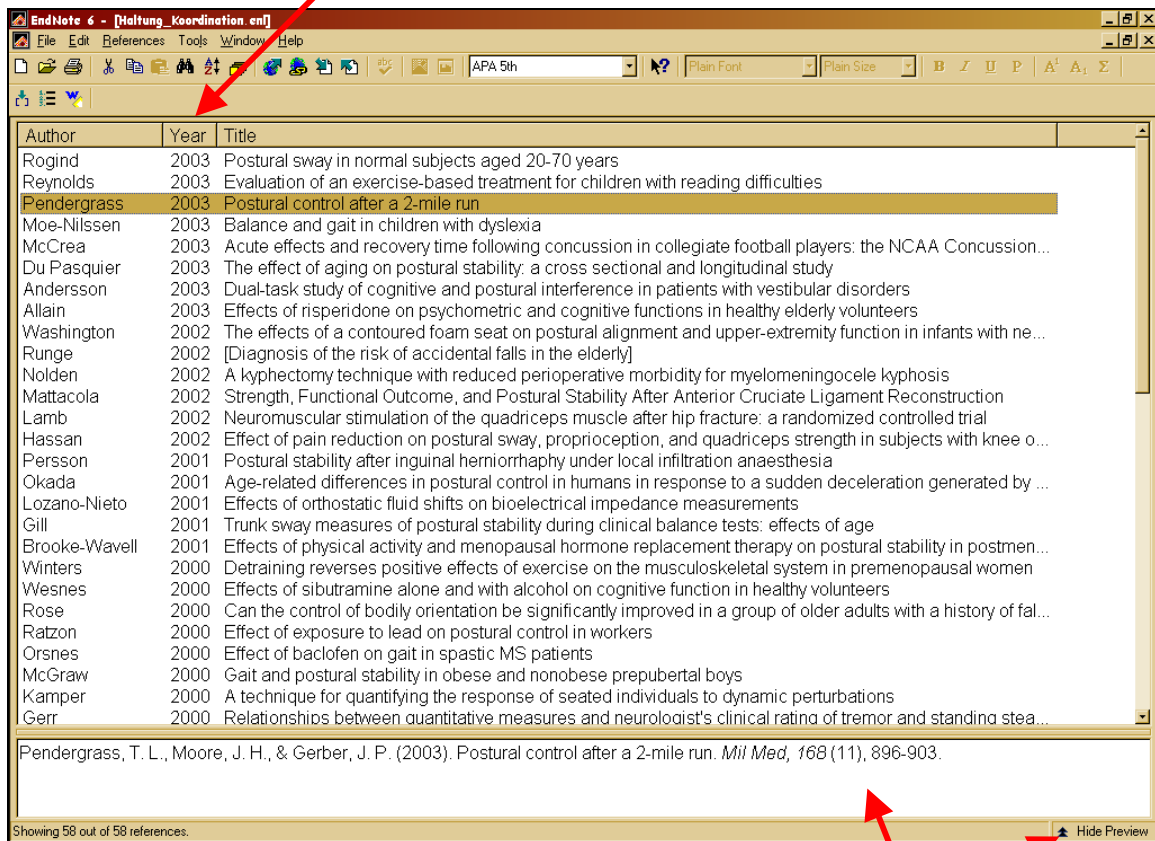 EndNote 6 - [Haltung_Koordination.enl]
File Edit References Tools Window Help
APA 5th Plain Font Plain Size B I U P A¹ A₁ Σ
Author Year Title
Rogind 2003 Postural sway in normal subjects aged 20-70 years
Reynolds 2003 Evaluation of an exercise-based treatment for children with reading difficulties
Pendergrass 2003 Postural control after a 2-mile run
Moe-Nilssen 2003 Balance and gait in children with dyslexia
McCrea 2003 Acute effects and recovery time following concussion in collegiate football players: the NCAA Concussion...
Du Pasquier 2003 The effect of aging on postural stability: a cross sectional and longitudinal study
Andersson 2003 Dual-task study of cognitive and postural interference in patients with vestibular disorders
Allain 2003 Effects of risperidone on psychometric and cognitive functions in healthy elderly volunteers
Washington 2002 The effects of a contoured foam seat on postural alignment and upper-extremity function in infants with ne...
Runge 2002 [Diagnosis of the risk of accidental falls in the elderly]
Nolden 2002 A kyphectomy technique with reduced perioperative morbidity for myelomeningocele kyphosis
Mattacola 2002 Strength, Functional Outcome, and Postural Stability After Anterior Cruciate Ligament Reconstruction
Lamb 2002 Neuromuscular stimulation of the quadriceps muscle after hip fracture: a randomized controlled trial
Hassan 2002 Effect of pain reduction on postural sway, proprioception, and quadriceps strength in subjects with knee o...
Persson 2001 Postural stability after inguinal herniorrhaphy under local infiltration anaesthesia
Okada 2001 Age-related differences in postural control in humans in response to a sudden deceleration generated by ...
Lozano-Nieto 2001 Effects of orthostatic fluid shifts on bioelectrical impedance measurements
Gill 2001 Trunk sway measures of postural stability during clinical balance tests: effects of age
Brooke-Wavell 2001 Effects of physical activity and menopausal hormone replacement therapy on postural stability in postmen...
Winters 2000 Detraining reverses positive effects of exercise on the musculoskeletal system in premenopausal women
Wesnes 2000 Effects of sibutramine alone and with alcohol on cognitive function in healthy volunteers
Rose 2000 Can the control of bodily orientation be significantly improved in a group of older adults with a history of fal...
Ratzon 2000 Effect of exposure to lead on postural control in workers
Orsnes 2000 Effect of baclofen on gait in spastic MS patients
McGraw 2000 Gait and postural stability in obese and nonobese prepubertal boys
Kamper 2000 A technique for quantifying the response of seated individuals to dynamic perturbations
Gerr 2000 Relationships between quantitative measures and neurologist's clinical rating of tremor and standing stea...
Pendergrass, T. L., Moore, J. H., & Gerber, J. P. (2003). Postural control after a 2-mile run. Mil Med, 168 (11), 896-903.
Showing 58 out of 58 references. Hide Preview